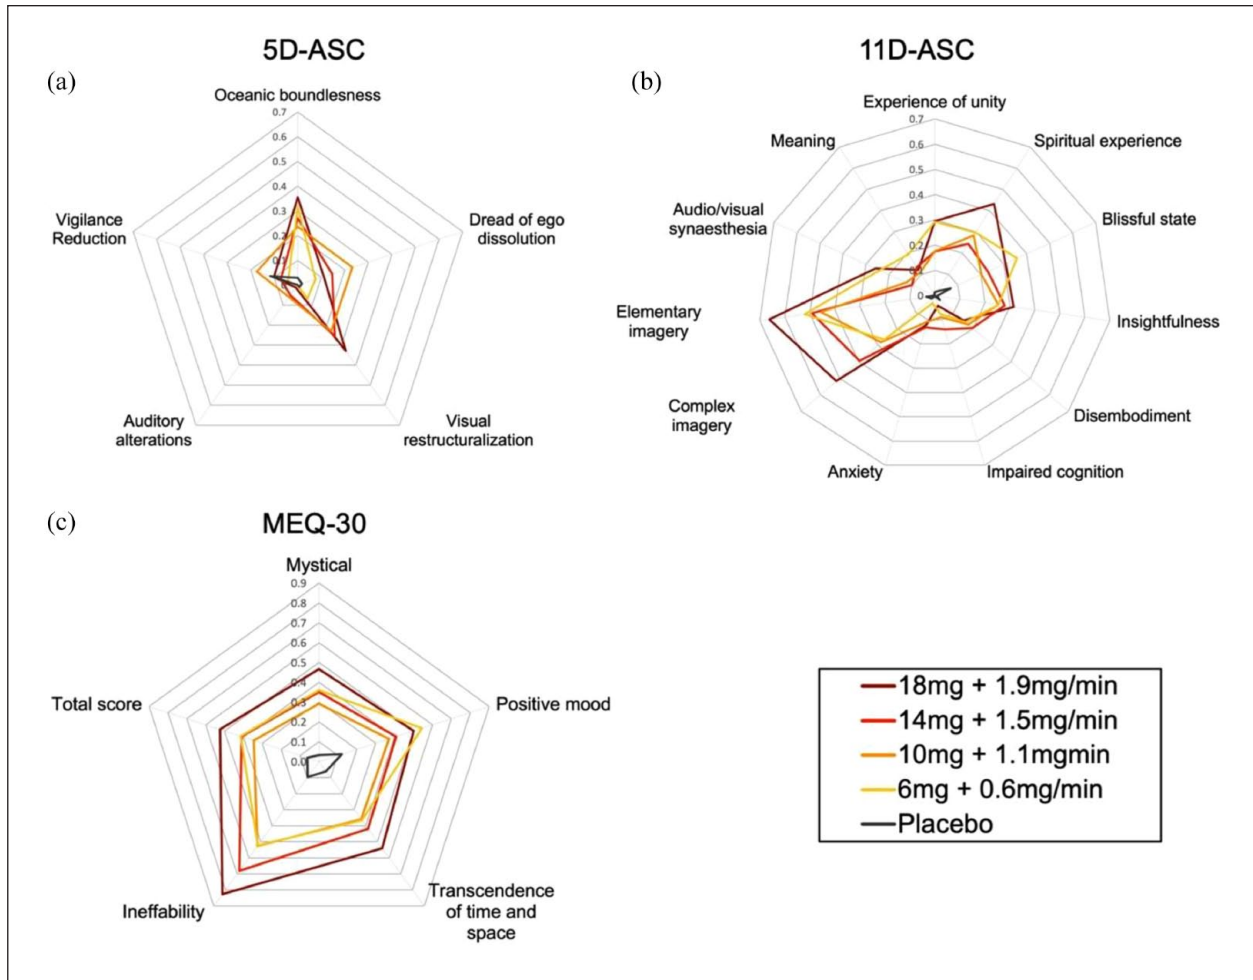 5D-ASC
(a)
Oceanic boundlesness
0.7
0.6
0.5
0.4
0.3
0.2
0.1
Vigilance
Reduction
Dread of ego
dissolution
Auditory
alterations
Visual
restructuralization
11D-ASC
(b)
Experience of unity
0.7
0.6
0.5
0.4
0.3
0.2
0
Meaning
Spiritual experience
Audio/visual
synaesthesia
Blissful state
Elementary
imagery
Insightfulness
Complex
imagery
Disembodiment
Anxiety
Impaired cognition
(c)
MEQ-30
Mystical
0.9
0.8
0.7
0.6
0.5
0.4
0.3
0.2
0.1
0.0
Total score
Positive mood
Ineffability
Transcendence
of time and
space
18mg + 1.9mg/min
14mg + 1.5mg/min
10mg + 1.1mgmin
6mg + 0.6mg/min
Placebo